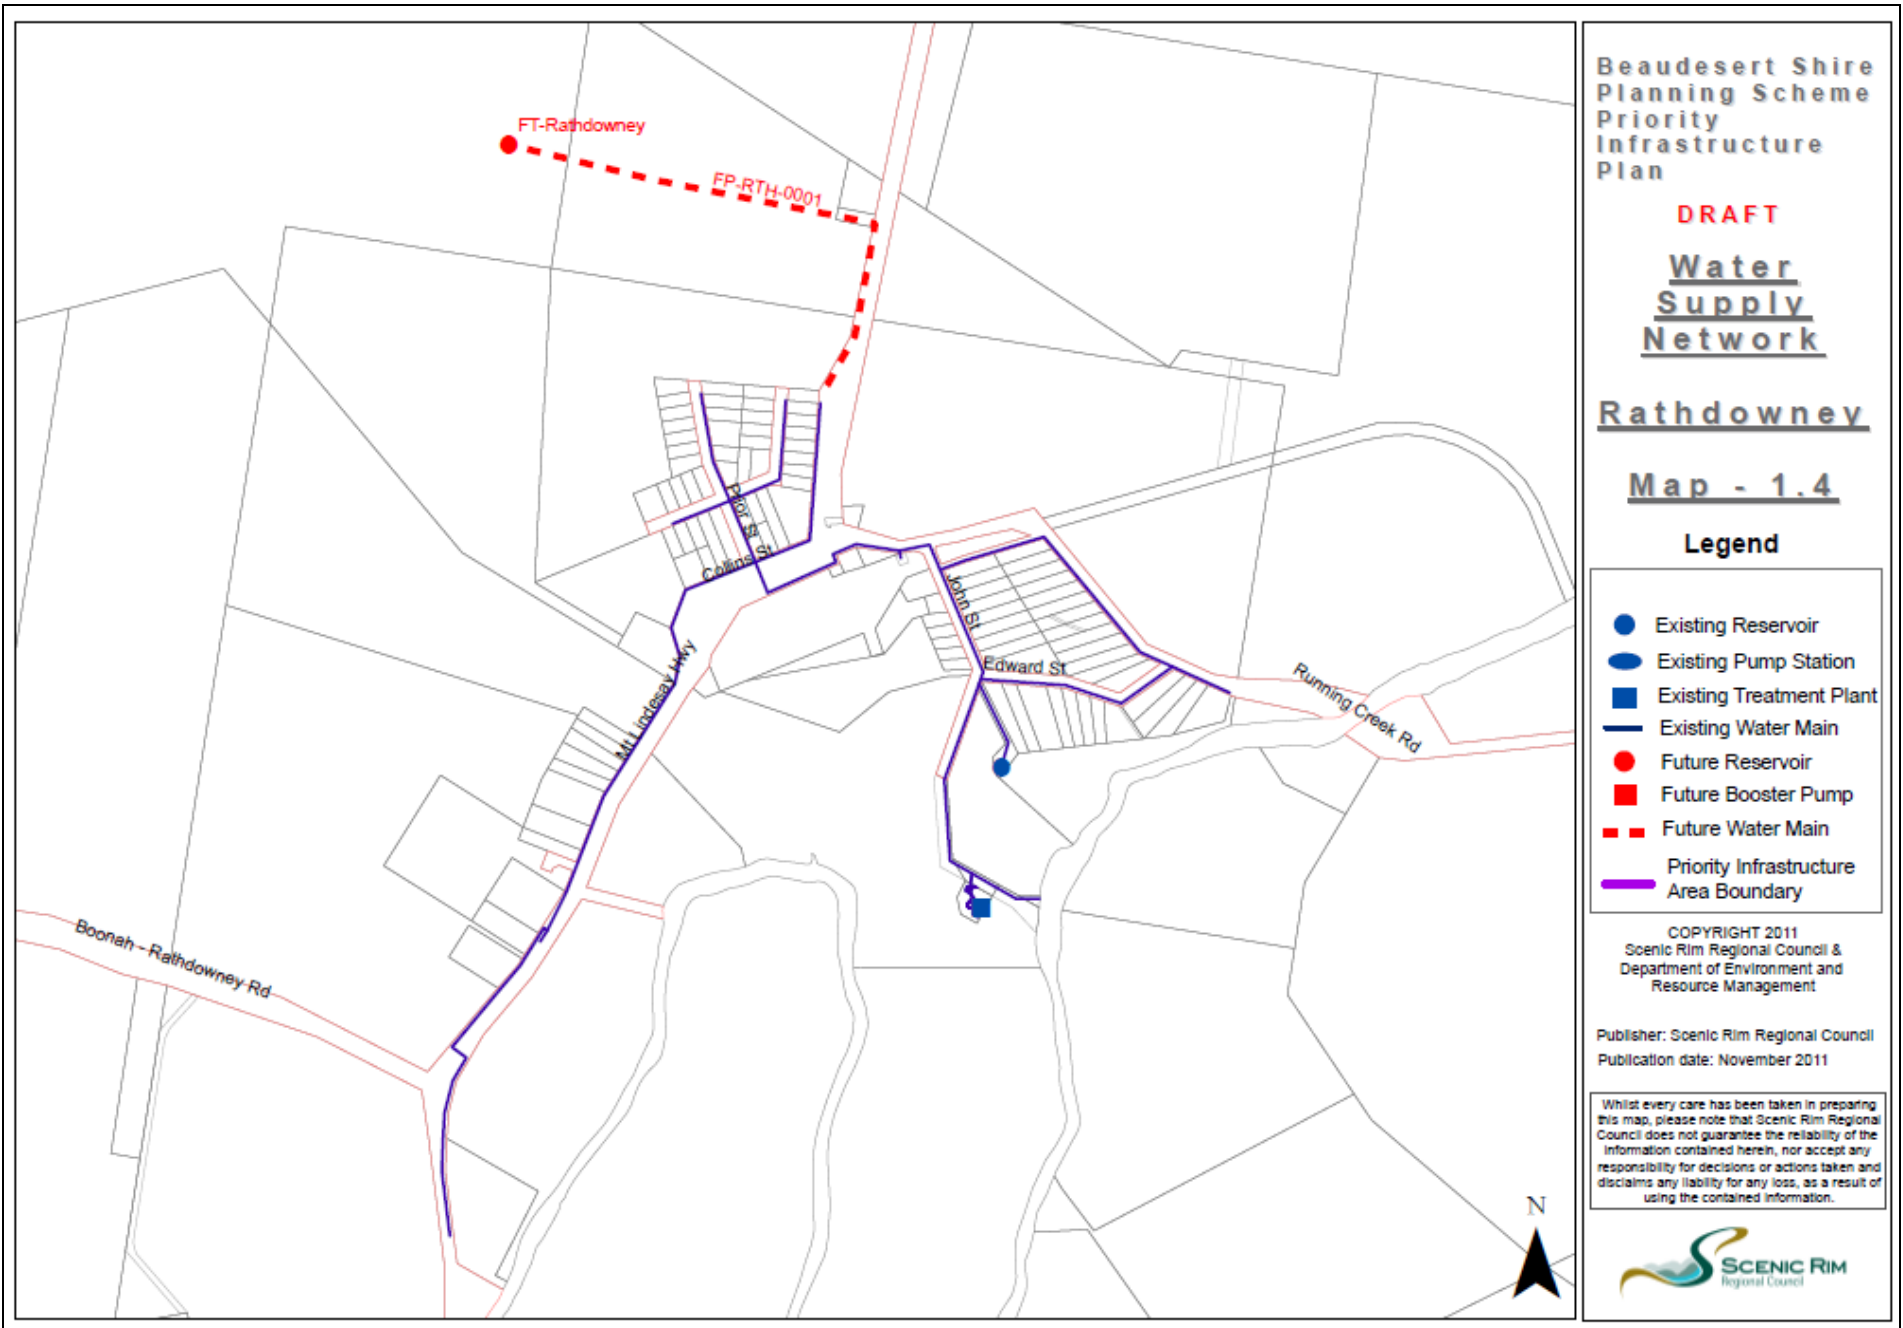 FT-Rathdowney
FP-RTH-0001
Prior St
Collins St
John St
Edward St
Mt Lindesay Hwy
Running Creek Rd
Boonah - Rathdowney Rd
N
Beaudesert Shire
Planning Scheme
Priority
Infrastructure
Plan
DRAFT
Water
Supply
Network
Rathdowney
Map - 1.4
Legend
Existing Reservoir
Existing Pump Station
Existing Treatment Plant
Existing Water Main
Future Reservoir
Future Booster Pump
Future Water Main
Priority Infrastructure
Area Boundary
COPYRIGHT 2011
Scenic Rim Regional Council &
Department of Environment and
Resource Management
Publisher: Scenic Rim Regional Council
Publication date: November 2011
Whilst every care has been taken in preparing
this map, please note that Scenic Rim Regional
Council does not guarantee the reliability of the
information contained herein, nor accept any
responsibility for decisions or actions taken and
disclaims any liability for any loss, as a result of
using the contained information.
SCENIC RIM
Regional Council